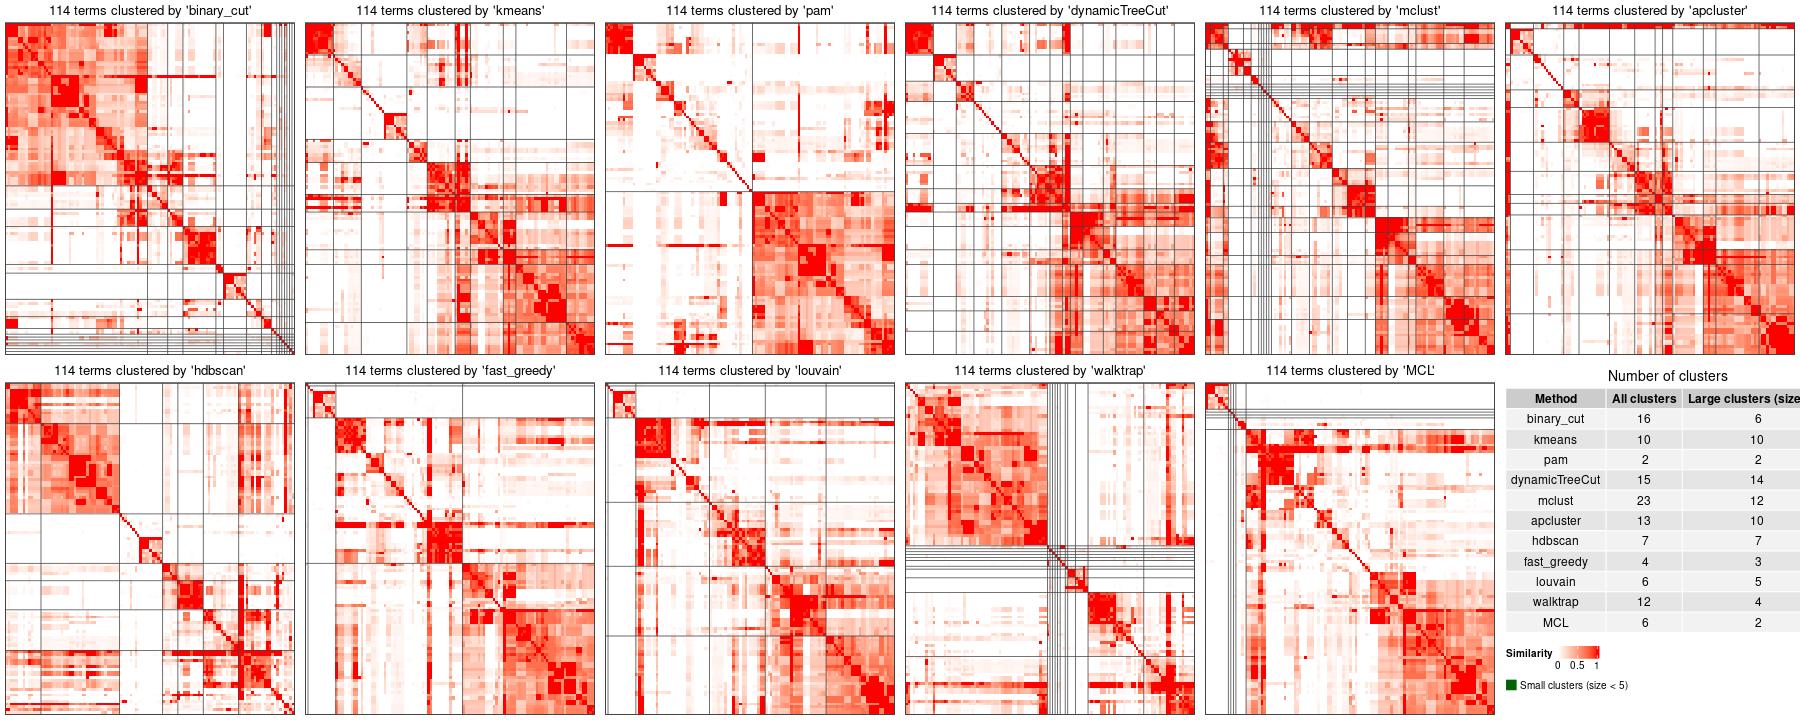 114 terms clustered by 'binary_cut'
114 terms clustered by 'kmeans'
114 terms clustered by 'pam'
114 terms clustered by 'dynamicTreeCut'
114 terms clustered by 'mclust'
114 terms clustered by 'apcluster'
114 terms clustered by 'hdbscan'
114 terms clustered by 'fast_greedy'
114 terms clustered by 'louvain'
114 terms clustered by 'walktrap'
114 terms clustered by 'MCL'
Number of clusters
Method All clusters Large clusters (size
binary_cut 16 6
kmeans 10 10
pam 2 2
dynamicTreeCut 15 14
mclust 23 12
apcluster 13 10
hdbscan 7 7
fast_greedy 4 3
louvain 6 5
walktrap 12 4
MCL 6 2
Similarity
0 0.5 1
Small clusters (size < 5)